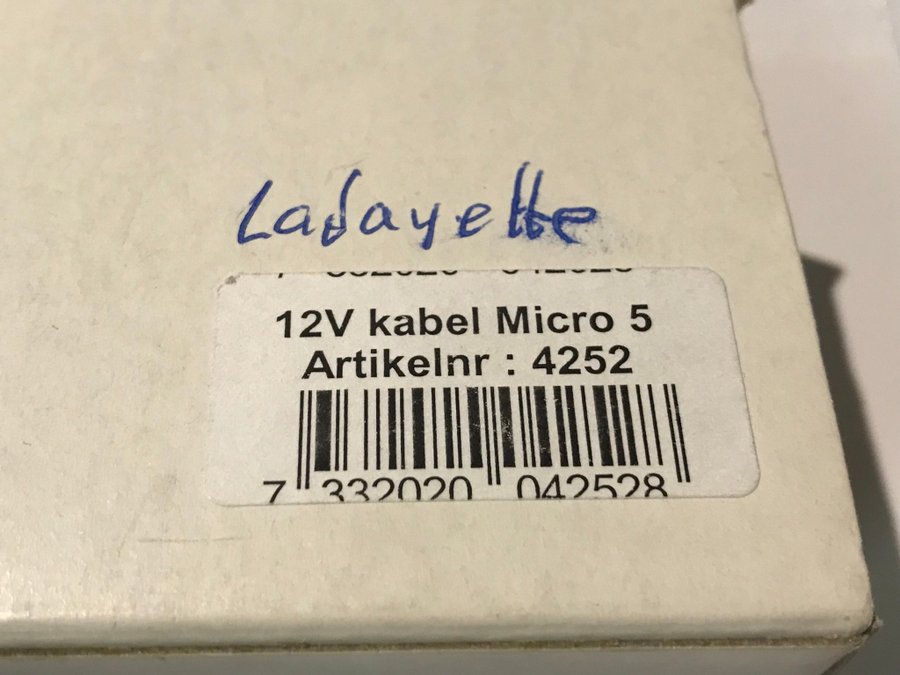 Lafayette
12V kabel Micro 5
Artikelnr : 4252
7 332020 042528